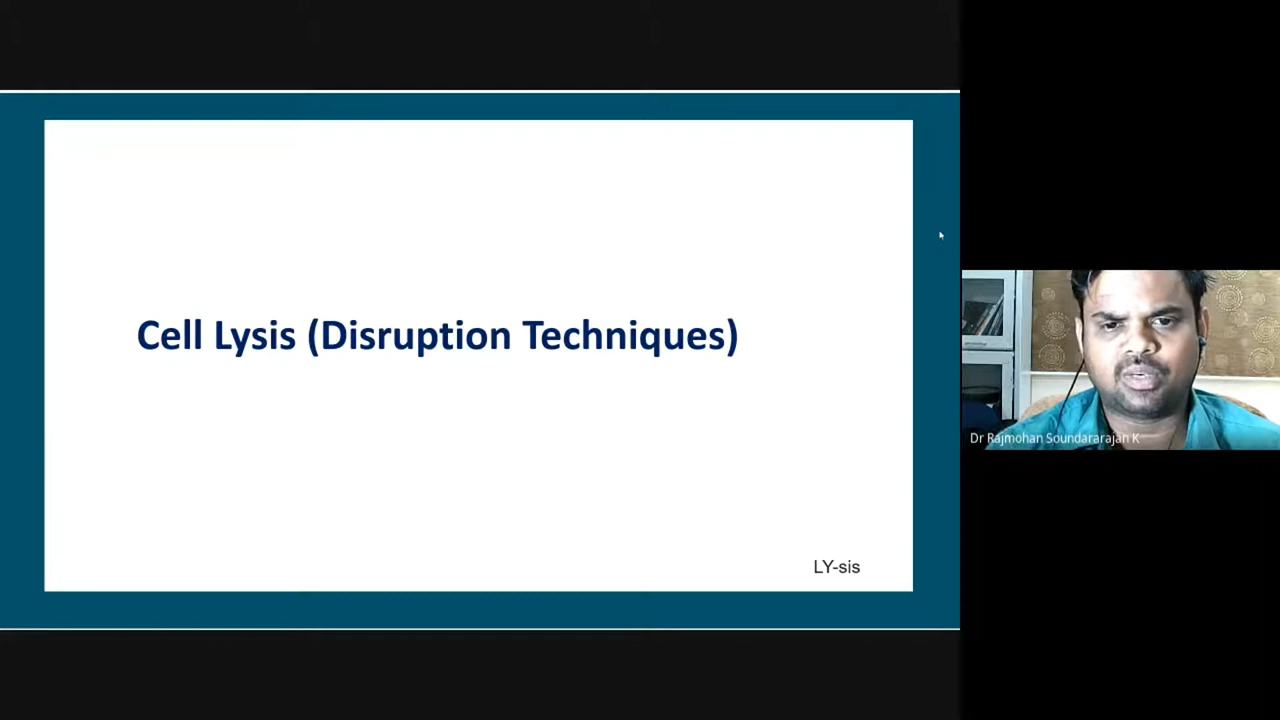 Cell Lysis (Disruption Techniques)
LY-sis
Dr Rajmohan Soundararajan K